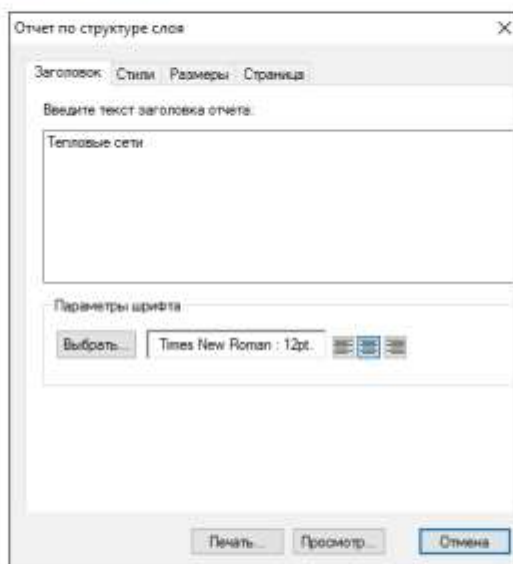 Отчет по структуре слоя
Заголовок Стили Размеры Страница
Введите текст заголовка отчета:
Тепловые сети
Параметры шрифта
Выбрать... Times New Roman : 12pt.
Печать... Просмотр... Отмена